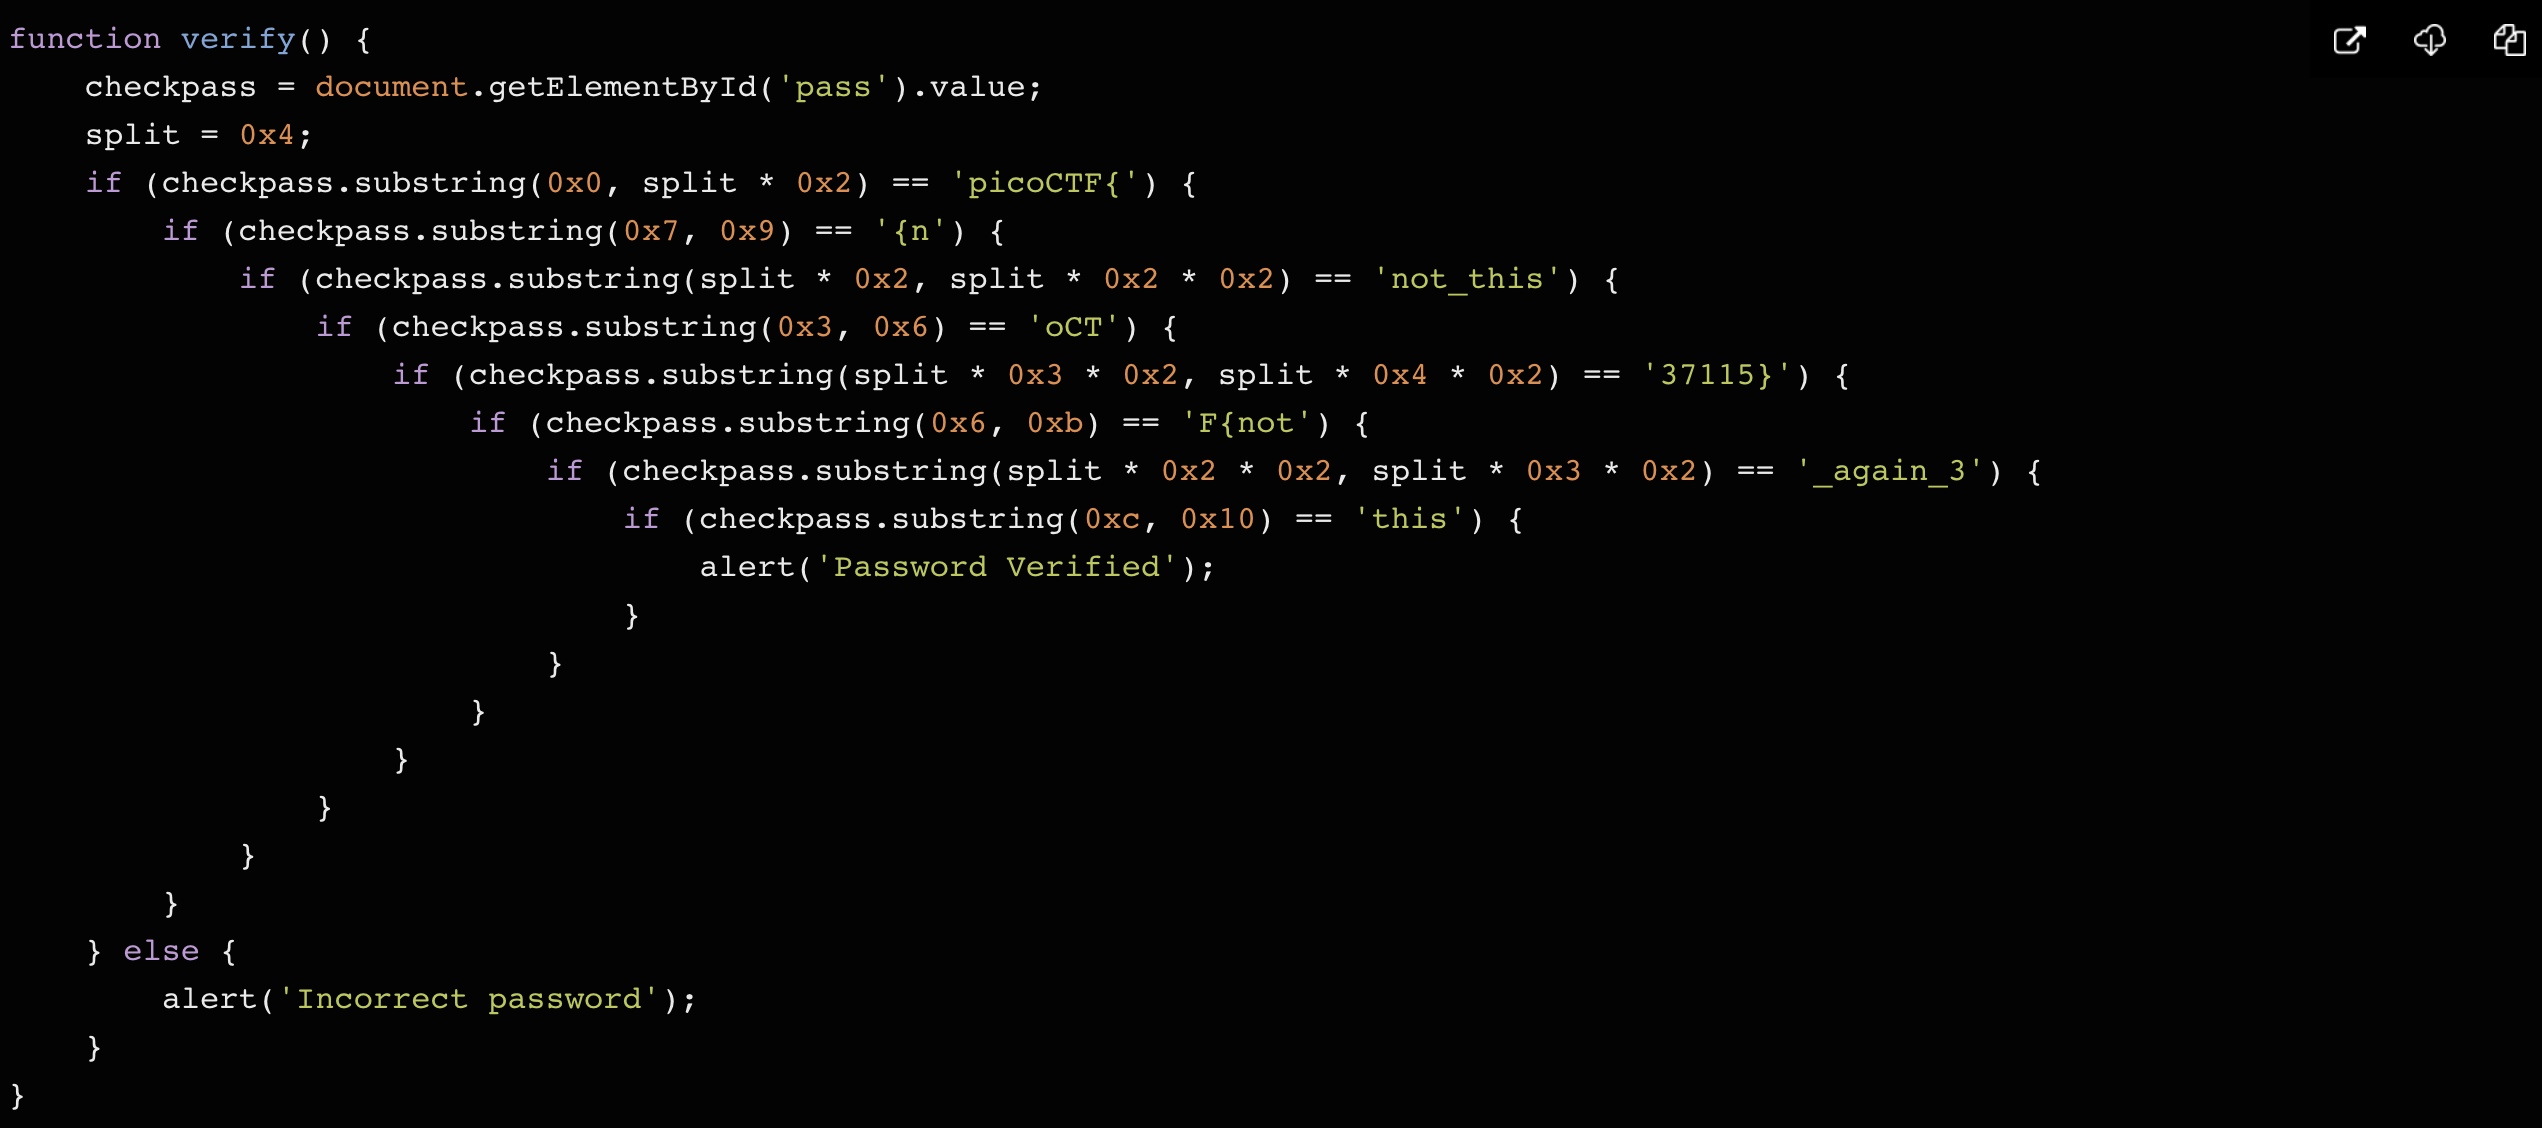 function verify() {
    checkpass = document.getElementById('pass').value;
    split = 0x4;
    if (checkpass.substring(0x0, split * 0x2) == 'picoCTF{') {
        if (checkpass.substring(0x7, 0x9) == '{n') {
            if (checkpass.substring(split * 0x2, split * 0x2 * 0x2) == 'not_this') {
                if (checkpass.substring(0x3, 0x6) == 'oCT') {
                    if (checkpass.substring(split * 0x3 * 0x2, split * 0x4 * 0x2) == '37115}') {
                        if (checkpass.substring(0x6, 0xb) == 'F{not') {
                            if (checkpass.substring(split * 0x2 * 0x2, split * 0x3 * 0x2) == '_again_3') {
                                if (checkpass.substring(0xc, 0x10) == 'this') {
                                    alert('Password Verified');
                                }
                            }
                        }
                    }
                }
            }
        }
    } else {
        alert('Incorrect password');
    }
}